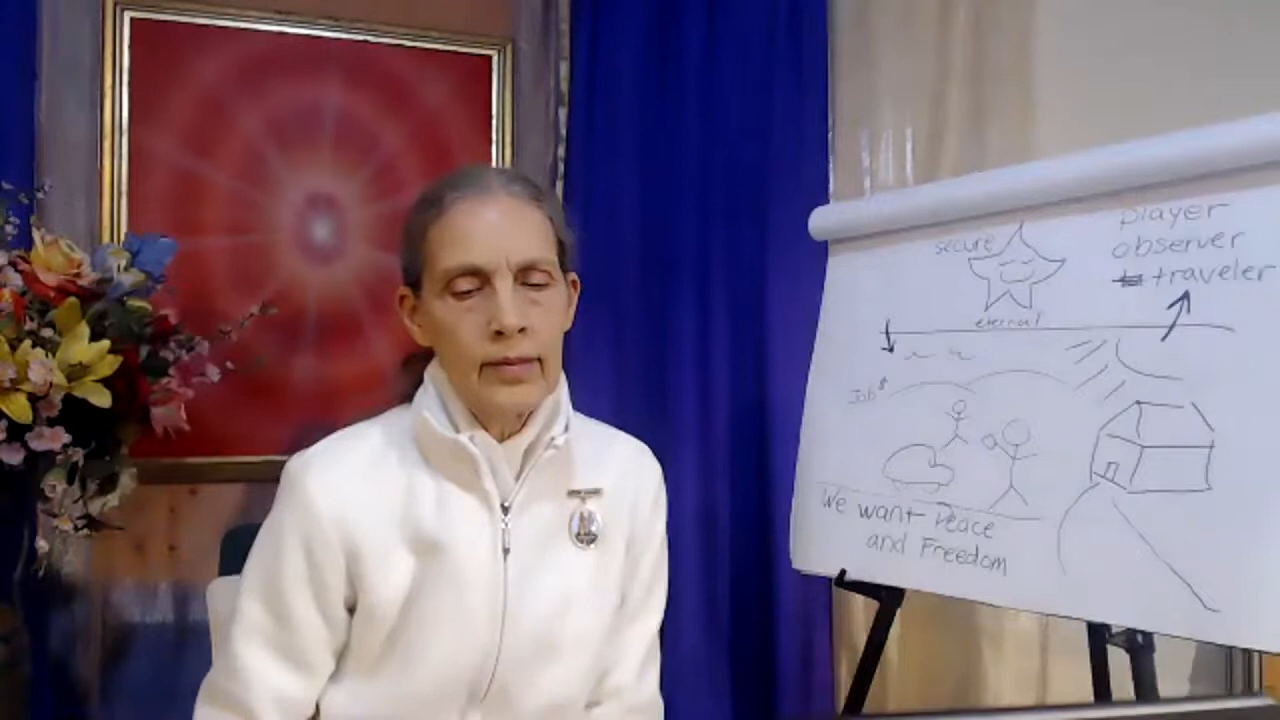 player
secure
observer
traveler
eternal
Job $
We want Peace
and Freedom